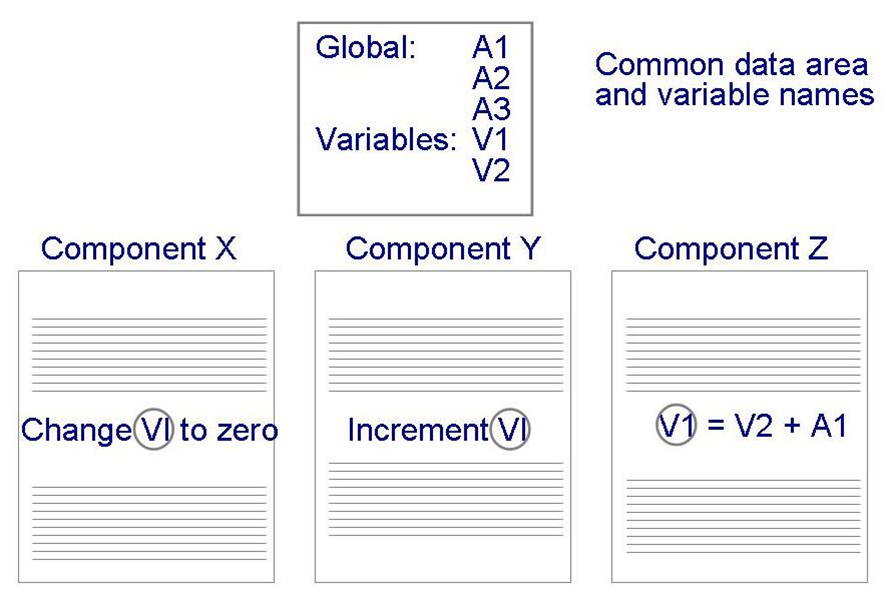 Global: A1
A2
A3
Variables: V1
V2
Common data area
and variable names
Component X
Component Y
Component Z
Change VI to zero
Increment VI
V1 = V2 + A1